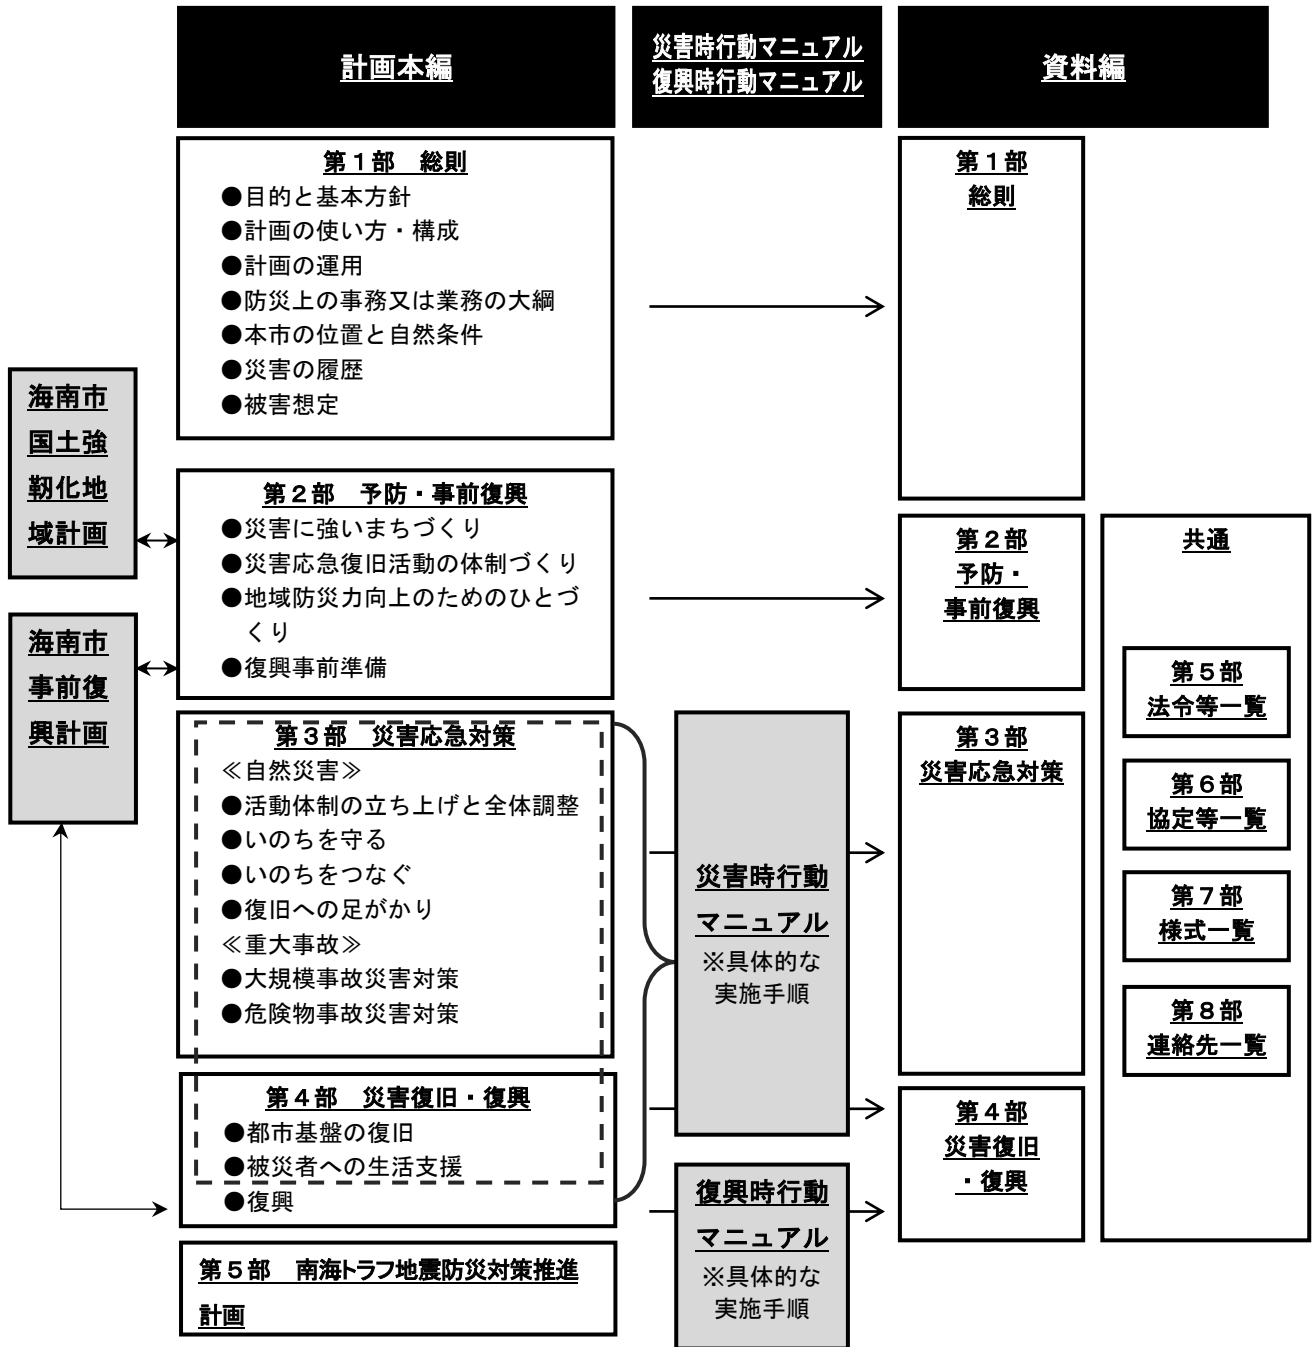 計画本編
災害時行動マニュアル
復興時行動マニュアル
資料編
海南市
国土強
靭化地
域計画
海南市
事前復
興計画
第１部　総則
●目的と基本方針
●計画の使い方・構成
●計画の運用
●防災上の事務又は業務の大綱
●本市の位置と自然条件
●災害の履歴
●被害想定
第２部　予防・事前復興
●災害に強いまちづくり
●災害応急復旧活動の体制づくり
●地域防災力向上のためのひとづ
くり
●復興事前準備
第３部　災害応急対策
≪自然災害≫
●活動体制の立ち上げと全体調整
●いのちを守る
●いのちをつなぐ
●復旧への足がかり
≪重大事故≫
●大規模事故災害対策
●危険物事故災害対策
第４部　災害復旧・復興
●都市基盤の復旧
●被災者への生活支援
●復興
第５部　南海トラフ地震防災対策推進
計画
災害時行動
マニュアル
※具体的な
実施手順
復興時行動
マニュアル
※具体的な
実施手順
第１部
総則
第２部
予防・
事前復興
第３部
災害応急対策
第４部
災害復旧
・復興
共通
第５部
法令等一覧
第６部
協定等一覧
第７部
様式一覧
第８部
連絡先一覧